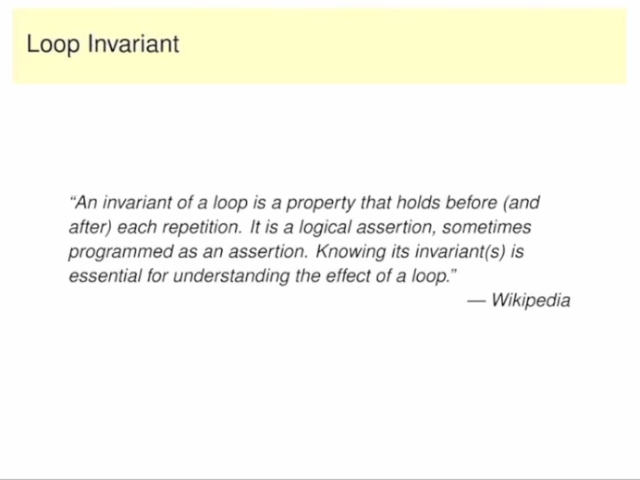 Loop Invariant
“An invariant of a loop is a property that holds before (and
after) each repetition. It is a logical assertion, sometimes
programmed as an assertion. Knowing its invariant(s) is
essential for understanding the effect of a loop.”
— Wikipedia